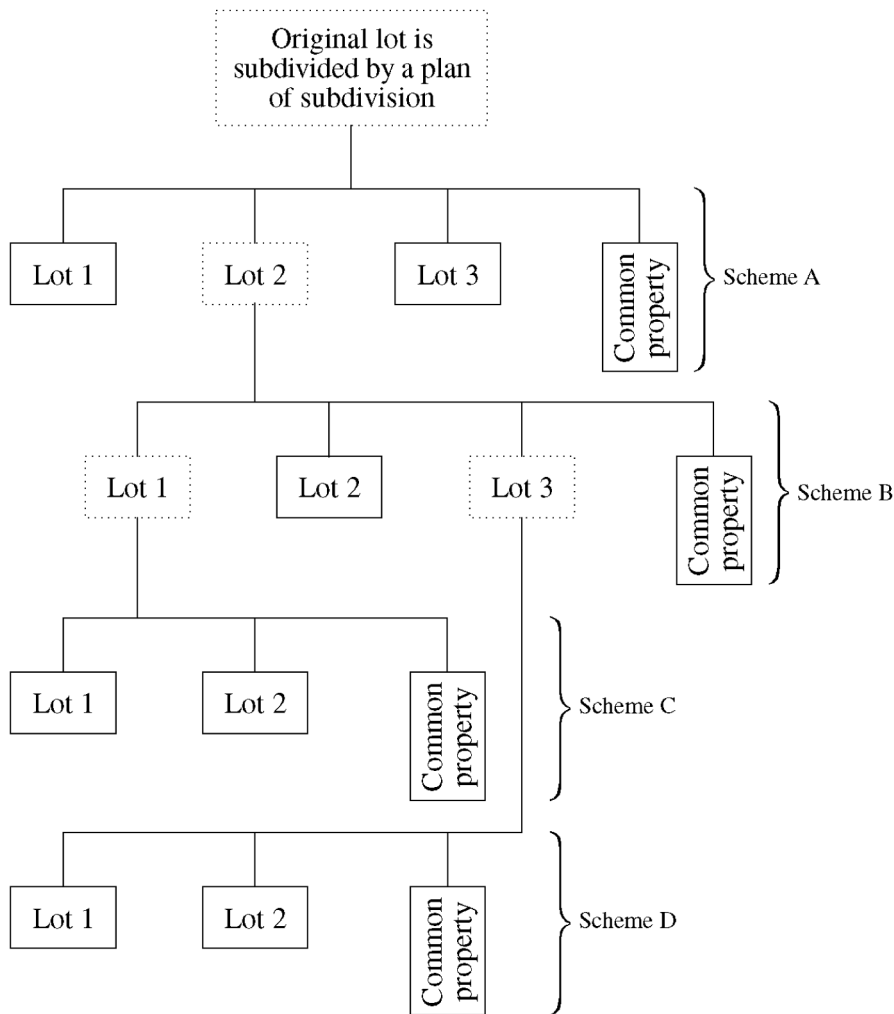 Original lot is
subdivided by a plan
of subdivision
Lot 1
Lot 2
Lot 3
Common
property
Scheme A
Lot 1
Lot 2
Lot 3
Common
property
Scheme B
Lot 1
Lot 2
Common
property
Scheme C
Lot 1
Lot 2
Common
property
Scheme D